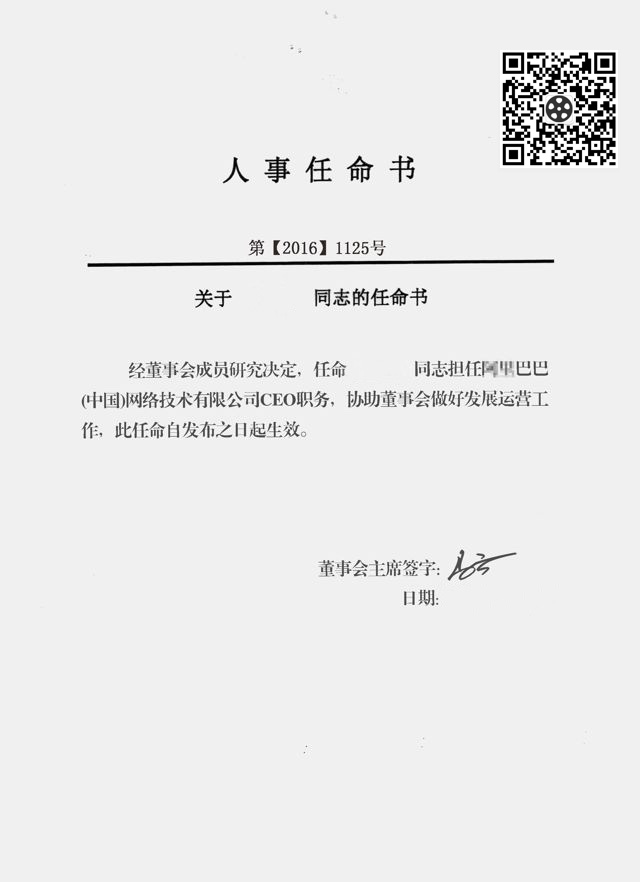 人事任命书
第【2016】1125号
关于 同志的任命书
经董事会成员研究决定，任命 同志担任巴巴
(中国)网络技术有限公司CEO职务，协助董事会做好发展运营工
作，此任命自发布之日起生效。
董事会主席签字:
日期: